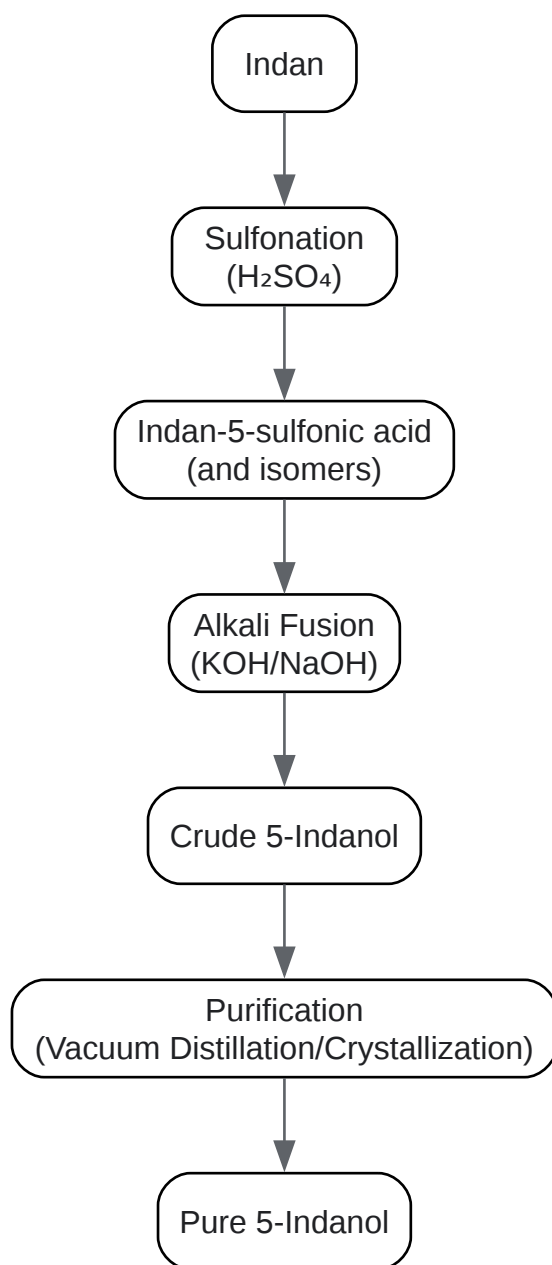 Indan
Sulfonation
(H₂SO₄)
Indan-5-sulfonic acid
(and isomers)
Alkali Fusion
(KOH/NaOH)
Crude 5-Indanol
Purification
(Vacuum Distillation/Crystallization)
Pure 5-Indanol